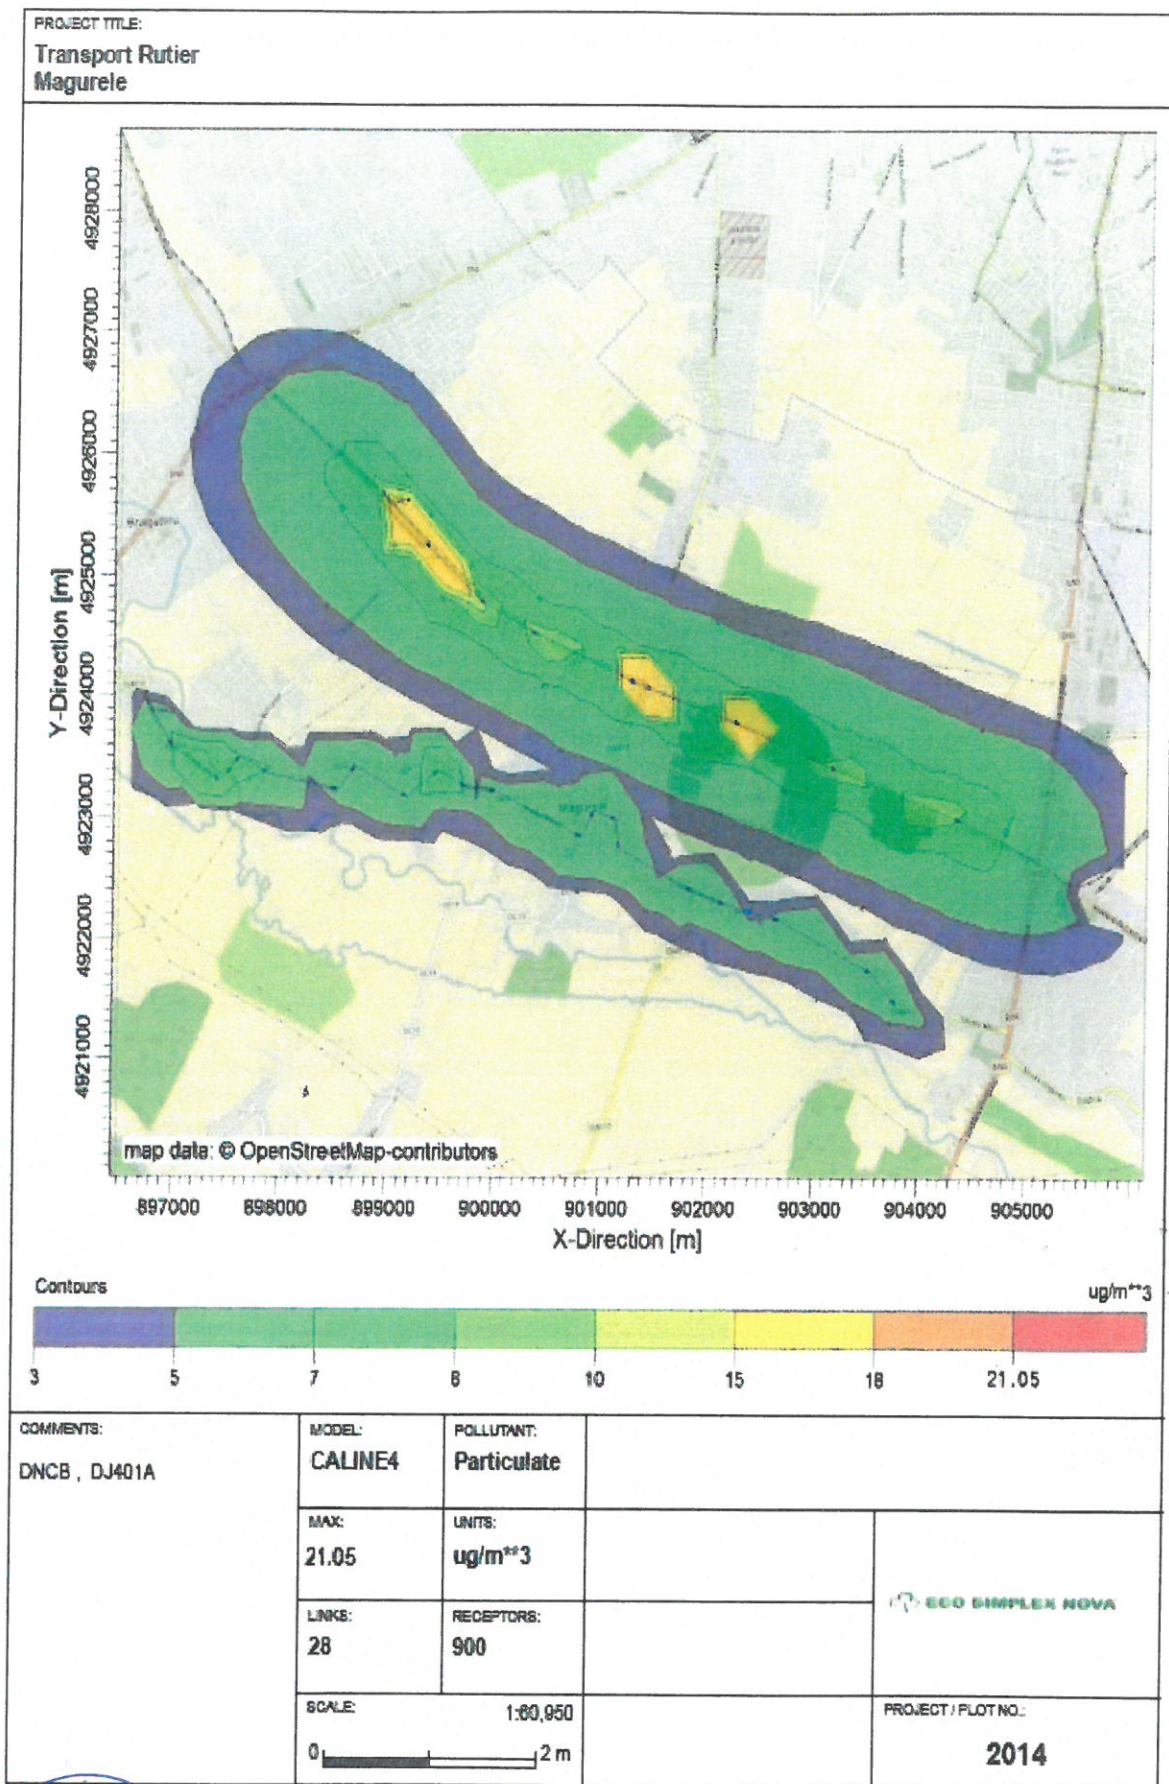 PROJECT TITLE:
Transport Rutier
Magurele
4928000
4927000
4926000
4925000
4924000
4923000
4922000
4921000
Y-Direction [m]
Bragadiru
Magurele
map data: © OpenStreetMap-contributors
897000 898000 899000 900000 901000 902000 903000 904000 905000
X-Direction [m]
Contours ug/m**3
3 5 7 8 10 15 18 21.05
COMMENTS:
DNCB , DJ401A
MODEL:
CALINE4
POLLUTANT:
Particulate
MAX:
21.05
UNITS:
ug/m**3
LINKS:
28
RECEPTORS:
900
ECO SIMPLEX NOVA
SCALE: 1:60,950
0 2 m
PROJECT / PLOT NO.:
2014